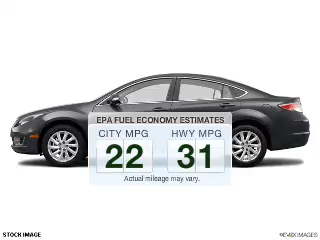 EPA FUEL ECONOMY ESTIMATES
CITY MPG HWY MPG
22 31
Actual mileage may vary.
STOCK IMAGE ©EVOX IMAGES